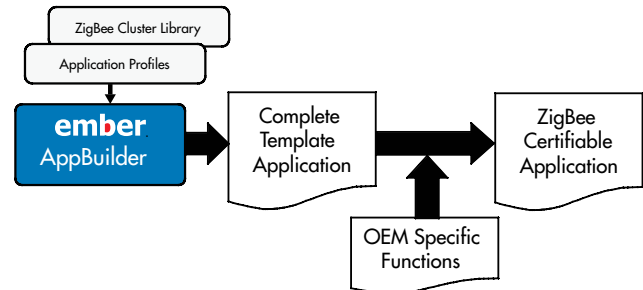 ZigBee Cluster Library
Application Profiles
ember
AppBuilder
Complete
Template
Application
ZigBee
Certifiable
Application
OEM Specific
Functions